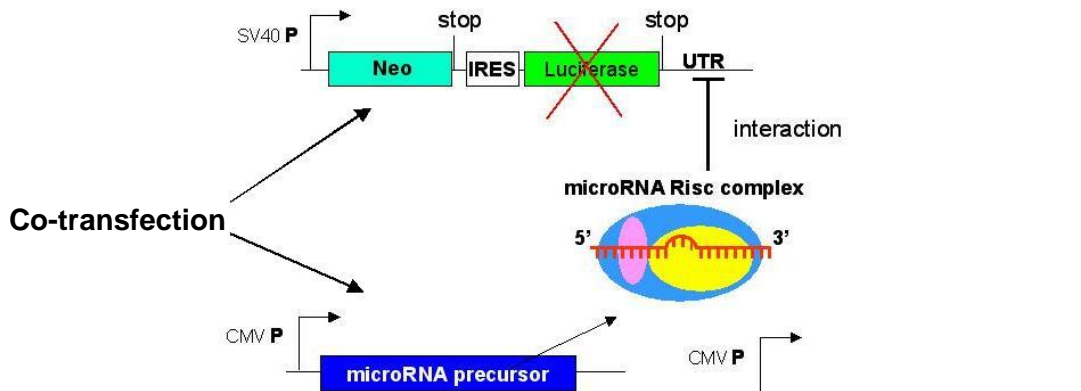 stop
stop
SV40 P
Neo
IRES
Luciferase
UTR
interaction
microRNA Risc complex
Co-transfection
5’
3’
CMV P
CMV P
microRNA precursor